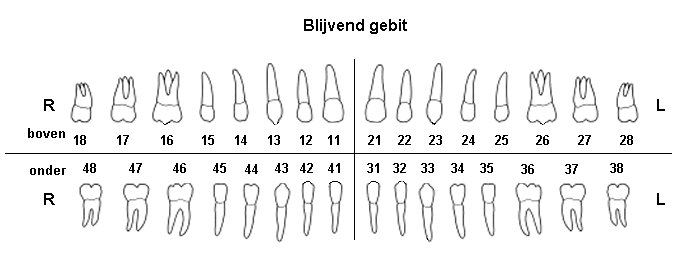 Blijvend gebit
R L
boven 18 17 16 15 14 13 12 11 21 22 23 24 25 26 27 28
onder 48 47 46 45 44 43 42 41 31 32 33 34 35 36 37 38
R L